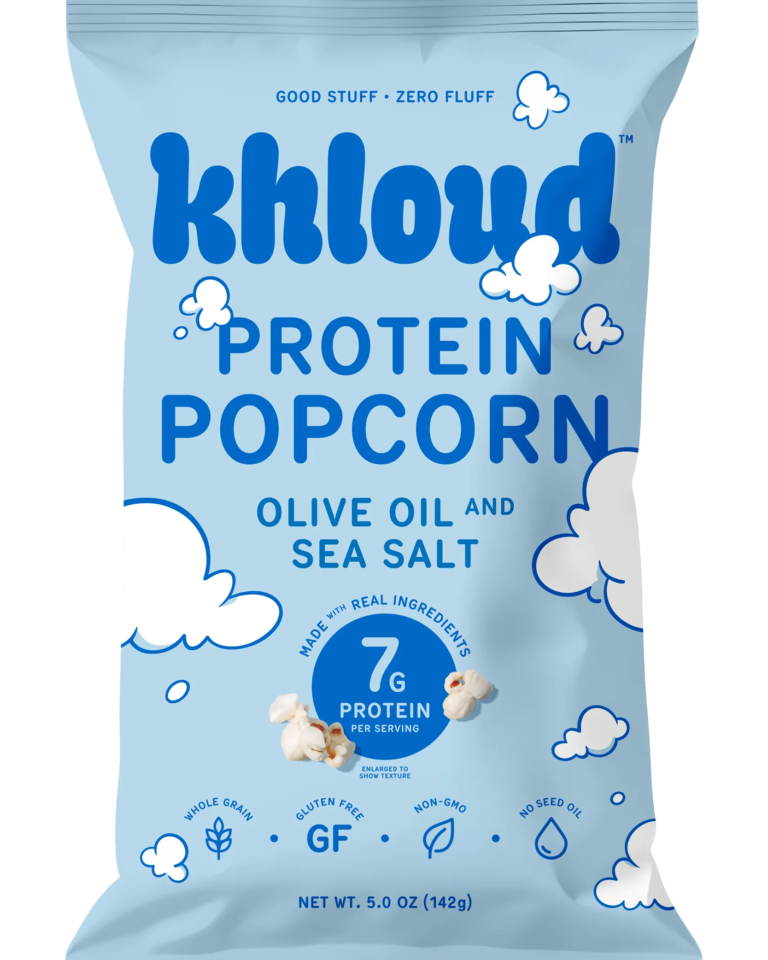 GOOD STUFF • ZERO FLUFF
khloud™
PROTEIN
POPCORN
OLIVE OIL AND
SEA SALT
MADE WITH REAL INGREDIENTS
7G
PROTEIN
PER SERVING
ENLARGED TO
SHOW TEXTURE
WHOLE GRAIN
GLUTEN FREE
GF
NON-GMO
NO SEED OIL
NET WT. 5.0 OZ (142g)